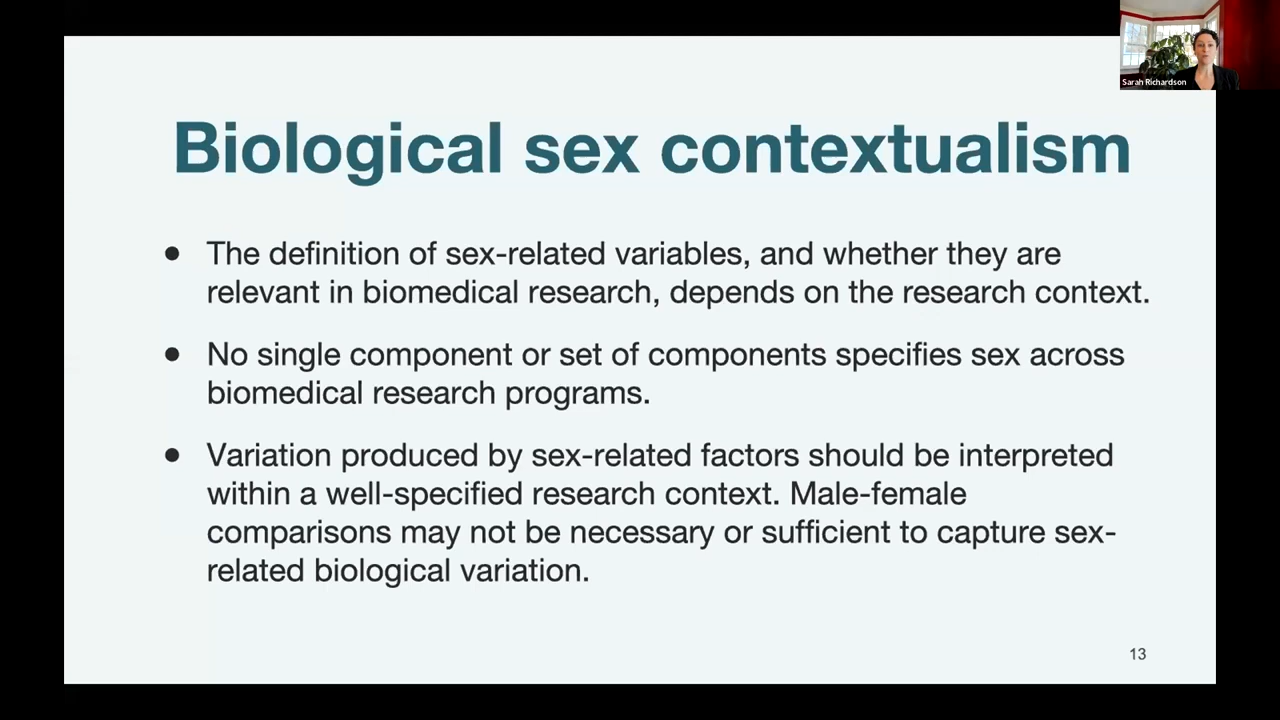 Sarah Richardson
Biological sex contextualism
● The definition of sex-related variables, and whether they are
relevant in biomedical research, depends on the research context.
● No single component or set of components specifies sex across
biomedical research programs.
● Variation produced by sex-related factors should be interpreted
within a well-specified research context. Male-female
comparisons may not be necessary or sufficient to capture sex-
related biological variation.
13